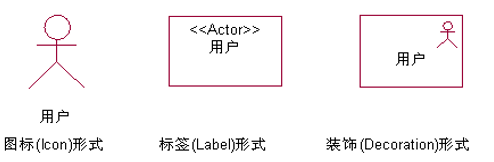 用户
图标(Icon)形式
<<Actor>>
用户
标签(Label)形式
用户
装饰(Decoration)形式